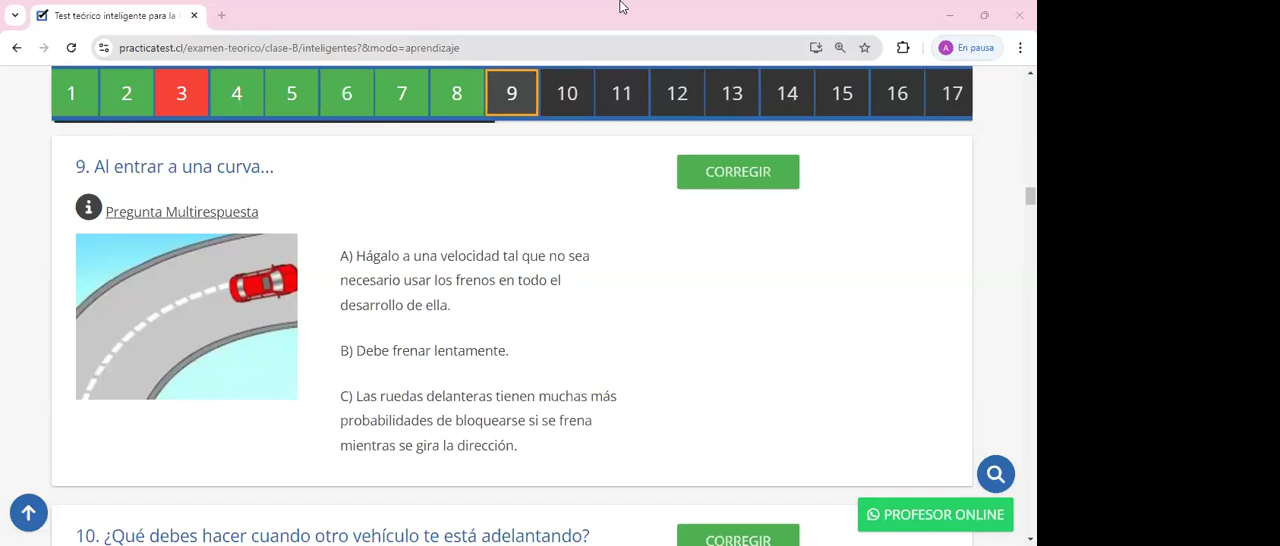 Test teórico inteligente para la
practicatest.cl/examen-teorico/clase-B/inteligentes?&modo=aprendizaje
A
En pausa
1 2 3 4 5 6 7 8 9 10 11 12 13 14 15 16 17
9. Al entrar a una curva...
CORREGIR
i
Pregunta Multirespuesta
A) Hágalo a una velocidad tal que no sea
necesario usar los frenos en todo el
desarrollo de ella.
B) Debe frenar lentamente.
C) Las ruedas delanteras tienen muchas más
probabilidades de bloquearse si se frena
mientras se gira la dirección.
PROFESOR ONLINE
10. ¿Qué debes hacer cuando otro vehículo te está adelantando?
CORREGIR